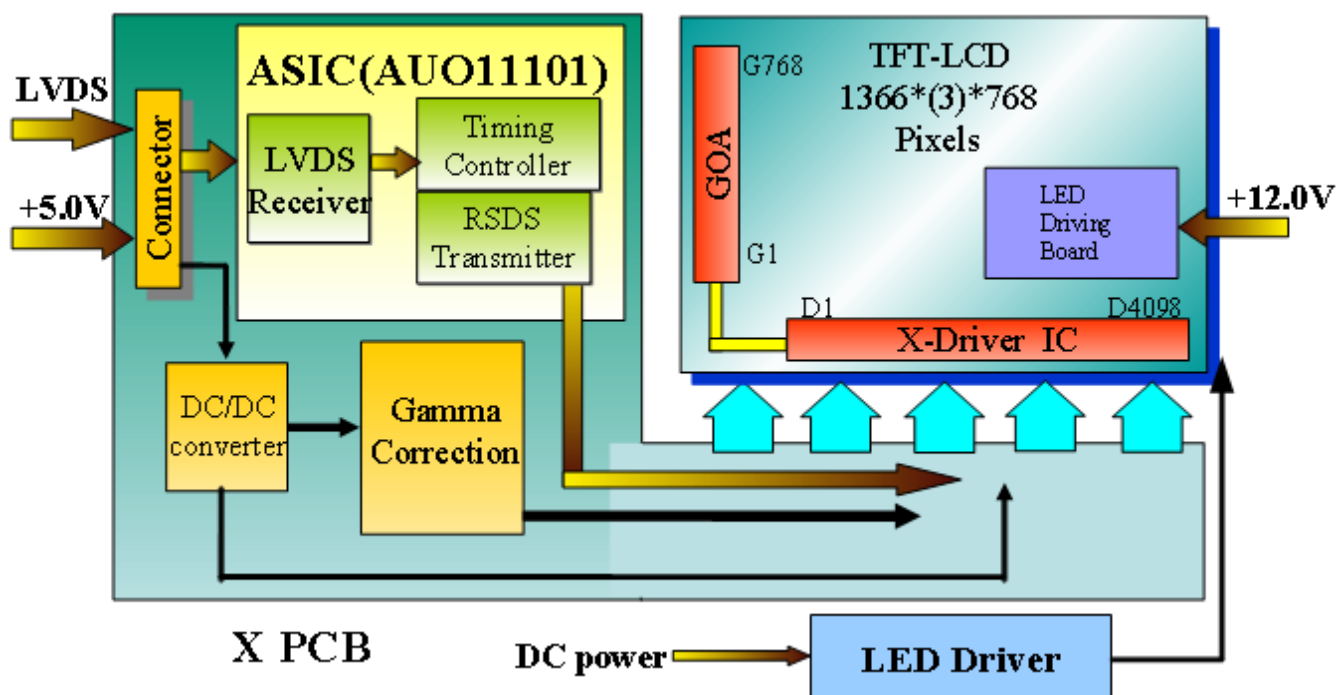 LVDS
+5.0V
Connector
ASIC(AUO11101)
LVDS
Receiver
Timing
Controller
RSDS
Transmitter
DC/DC
converter
Gamma
Correction
X PCB
GOA
G768
G1
TFT-LCD
1366*(3)*768
Pixels
LED
Driving
Board
+12.0V
D1
D4098
X-Driver IC
DC power
LED Driver